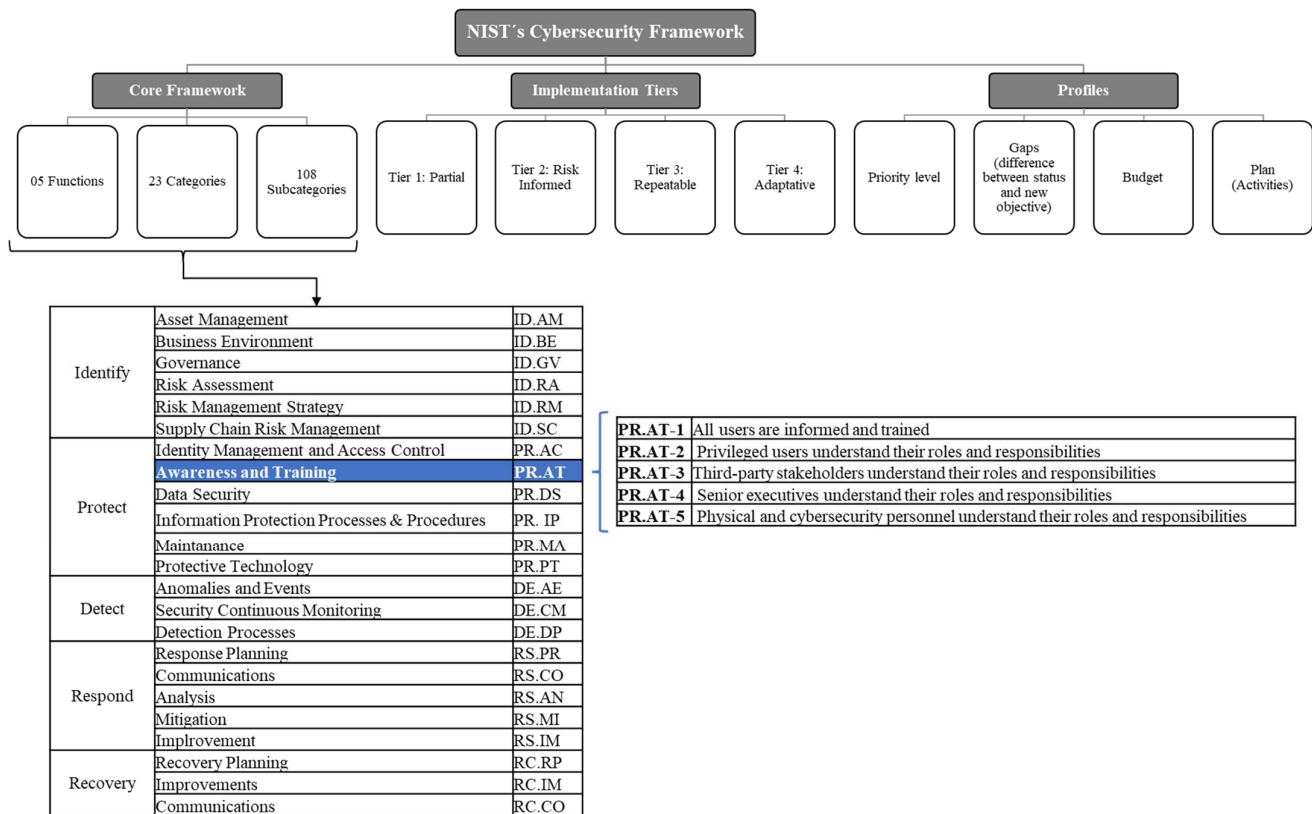 NIST´s Cybersecurity Framework
Core Framework
Implementation Tiers
Profiles
05 Functions
23 Categories
108
Subcategories
Tier 1: Partial
Tier 2: Risk
Informed
Tier 3:
Repeatable
Tier 4:
Adaptative
Priority level
Gaps
(difference
between status
and new
objective)
Budget
Plan
(Activities)
Identify
Asset Management ID.AM
Business Environment ID.BE
Governance ID.GV
Risk Assessment ID.RA
Risk Management Strategy ID.RM
Supply Chain Risk Management ID.SC
Protect
Identity Management and Access Control PR.AC
Awareness and Training PR.AT
Data Security PR.DS
Information Protection Processes & Procedures PR. IP
Maintanance PR.MA
Protective Technology PR.PT
Detect
Anomalies and Events DE.AE
Security Continuous Monitoring DE.CM
Detection Processes DE.DP
Respond
Response Planning RS.PR
Communications RS.CO
Analysis RS.AN
Mitigation RS.MI
Implrovement RS.IM
Recovery
Recovery Planning RC.RP
Improvements RC.IM
Communications RC.CO
PR.AT-1 All users are informed and trained
PR.AT-2 Privileged users understand their roles and responsibilities
PR.AT-3 Third-party stakeholders understand their roles and responsibilities
PR.AT-4 Senior executives understand their roles and responsibilities
PR.AT-5 Physical and cybersecurity personnel understand their roles and responsibilities